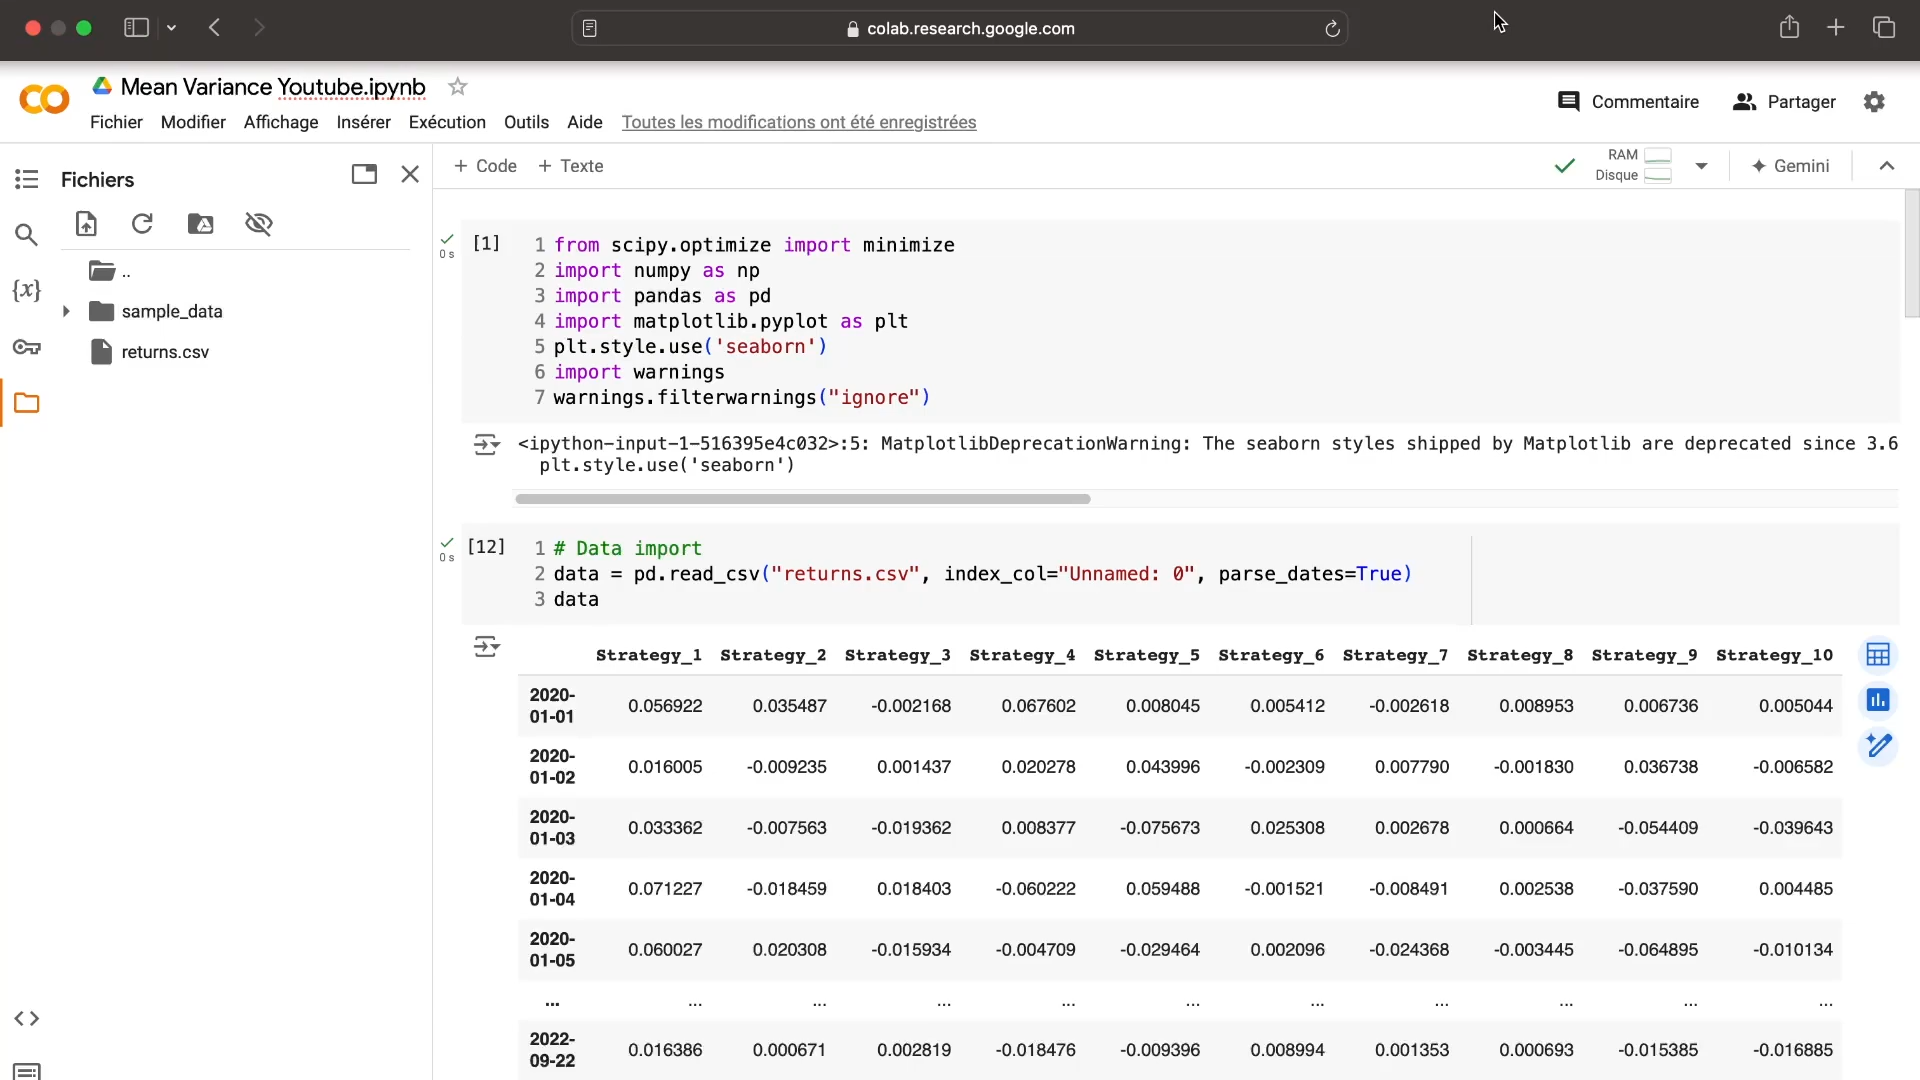 colab.research.google.com
Mean Variance Youtube.ipynb
Commentaire
Partager
Fichier Modifier Affichage Insérer Exécution Outils Aide Toutes les modifications ont été enregistrées
Fichiers
+ Code + Texte
RAM
Disque
Gemini
..
sample_data
returns.csv
{x}
0 s
[1]
1 from scipy.optimize import minimize
2 import numpy as np
3 import pandas as pd
4 import matplotlib.pyplot as plt
5 plt.style.use('seaborn')
6 import warnings
7 warnings.filterwarnings("ignore")
<ipython-input-1-516395e4c032>:5: MatplotlibDeprecationWarning: The seaborn styles shipped by Matplotlib are deprecated since 3.6
plt.style.use('seaborn')
0 s
[12]
1 # Data import
2 data = pd.read_csv("returns.csv", index_col="Unnamed: 0", parse_dates=True)
3 data
Strategy_1 Strategy_2 Strategy_3 Strategy_4 Strategy_5 Strategy_6 Strategy_7 Strategy_8 Strategy_9 Strategy_10
2020-01-01 0.056922 0.035487 -0.002168 0.067602 0.008045 0.005412 -0.002618 0.008953 0.006736 0.005044
2020-01-02 0.016005 -0.009235 0.001437 0.020278 0.043996 -0.002309 0.007790 -0.001830 0.036738 -0.006582
2020-01-03 0.033362 -0.007563 -0.019362 0.008377 -0.075673 0.025308 0.002678 0.000664 -0.054409 -0.039643
2020-01-04 0.071227 -0.018459 0.018403 -0.060222 0.059488 -0.001521 -0.008491 0.002538 -0.037590 0.004485
2020-01-05 0.060027 0.020308 -0.015934 -0.004709 -0.029464 0.002096 -0.024368 -0.003445 -0.064895 -0.010134
... ... ... ... ... ... ... ... ... ... ...
2022-09-22 0.016386 0.000671 0.002819 -0.018476 -0.009396 0.008994 0.001353 0.000693 -0.015385 -0.016885